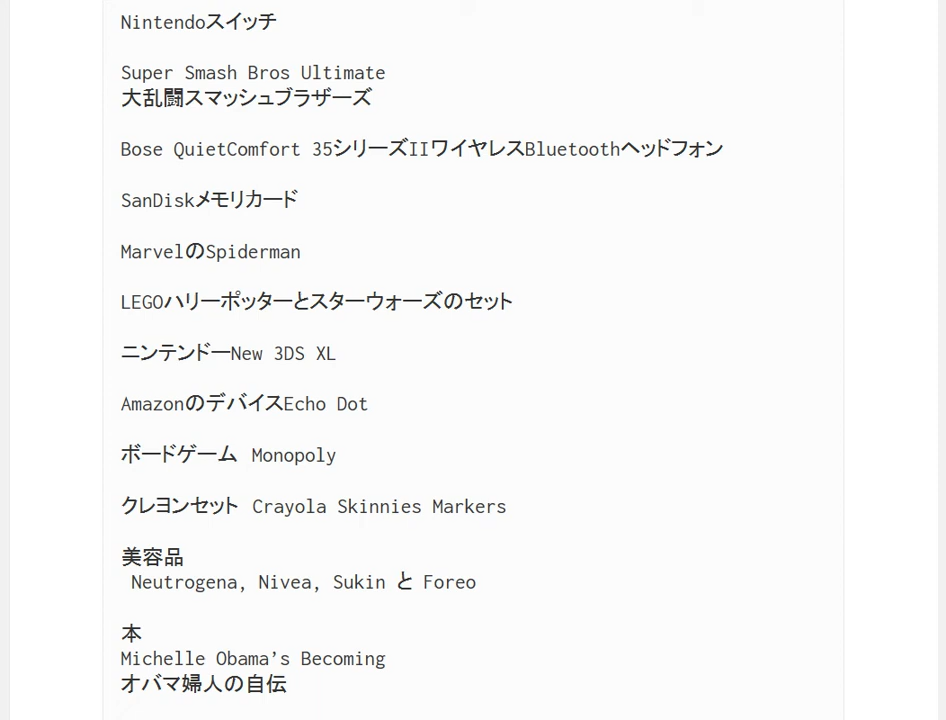 Nintendoスイッチ
Super Smash Bros Ultimate
大乱闘スマッシュブラザーズ
Bose QuietComfort 35シリーズIIワイヤレスBluetoothヘッドフォン
SanDiskメモリカード
MarvelのSpiderman
LEGOハリーポッターとスターウォーズのセット
ニンテンドーNew 3DS XL
AmazonのデバイスEcho Dot
ボードゲーム Monopoly
クレヨンセット Crayola Skinnies Markers
美容品
Neutrogena, Nivea, Sukin と Foreo
本
Michelle Obama's Becoming
オバマ婦人の自伝